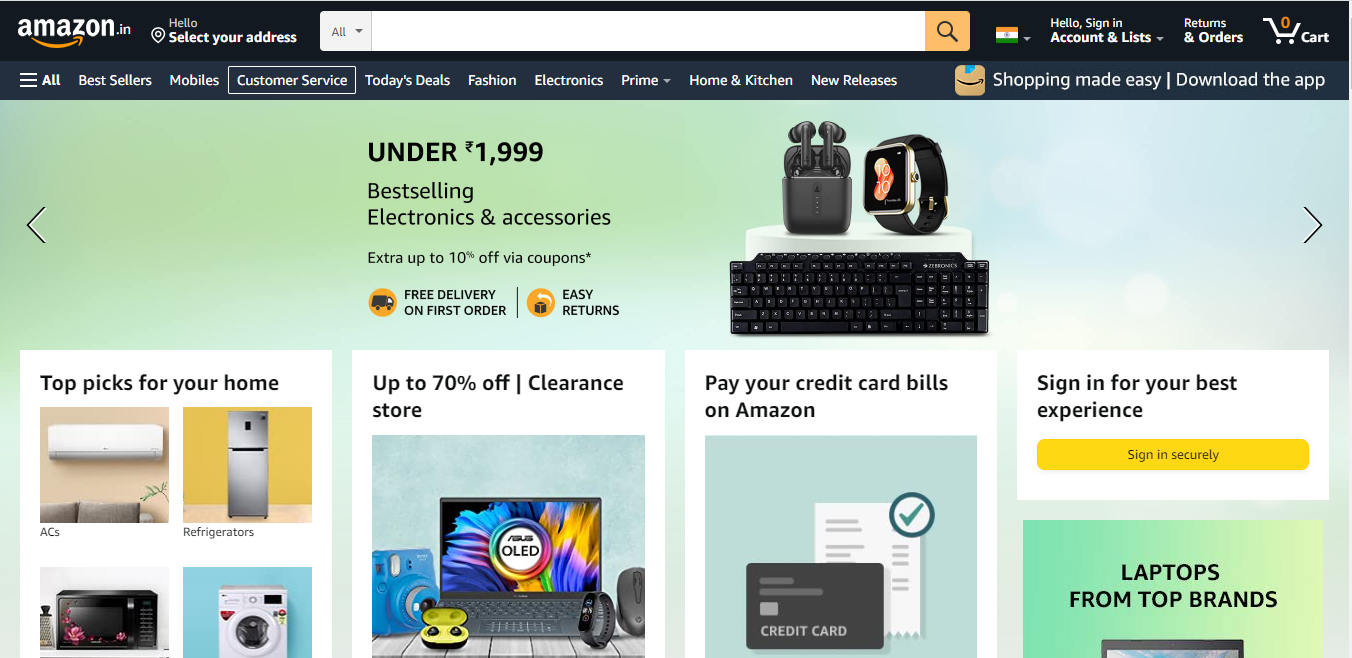 amazon.in
Hello
Select your address
All
Hello, Sign in
Account & Lists
Returns
& Orders
0
Cart
All
Best Sellers
Mobiles
Customer Service
Today's Deals
Fashion
Electronics
Prime
Home & Kitchen
New Releases
Shopping made easy | Download the app
UNDER ₹1,999
Bestselling
Electronics & accessories
Extra up to 10% off via coupons*
FREE DELIVERY
ON FIRST ORDER
EASY
RETURNS
ZEBRONICS
Top picks for your home
ACs
Refrigerators
Up to 70% off | Clearance
store
ASUS
OLED
Pay your credit card bills
on Amazon
CREDIT CARD
Sign in for your best
experience
Sign in securely
LAPTOPS
FROM TOP BRANDS